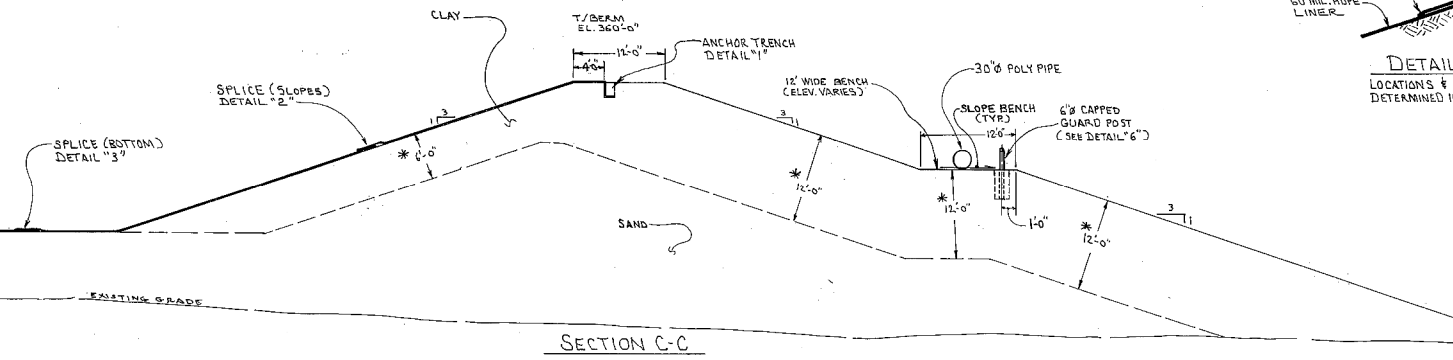 CLAY
T/BERM
EL. 360'-0"
12'-0"
4'-0"
ANCHOR TRENCH
DETAIL "1"
60 MIL. HDPE
LINER
DETAIL
LOCATIONS &
DETERMINED
SPLICE (SLOPES)
DETAIL "2"
12' WIDE BENCH
(ELEV. VARIES)
30"Ø POLY PIPE
SLOPE BENCH
(TYP.)
12'-0"
6"Ø CAPPED
GUARD POST
(SEE DETAIL "6")
3
1
3
1
SPLICE (BOTTOM)
DETAIL "3"
* 6'-0"
* 12'-0"
* 12'-0"
1'-0"
3
1
* 12'-0"
SAND
EXISTING GRADE
SECTION C-C